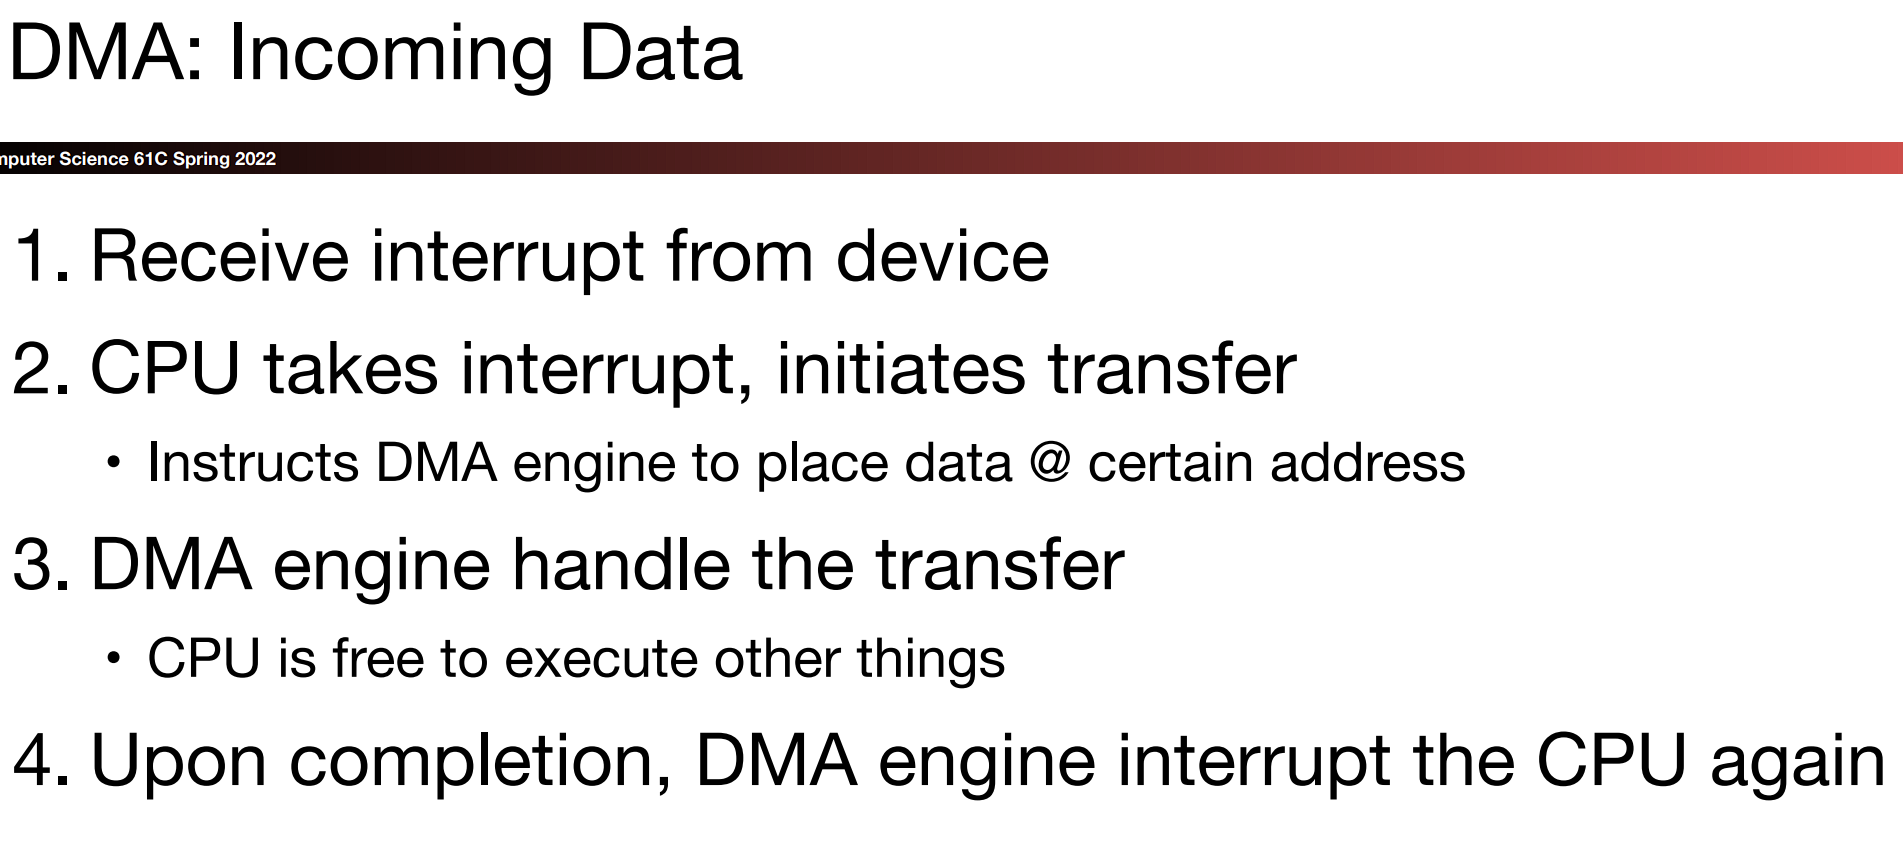 DMA: Incoming Data
mputer Science 61C Spring 2022
1. Receive interrupt from device
2. CPU takes interrupt, initiates transfer
• Instructs DMA engine to place data @ certain address
3. DMA engine handle the transfer
• CPU is free to execute other things
4. Upon completion, DMA engine interrupt the CPU again